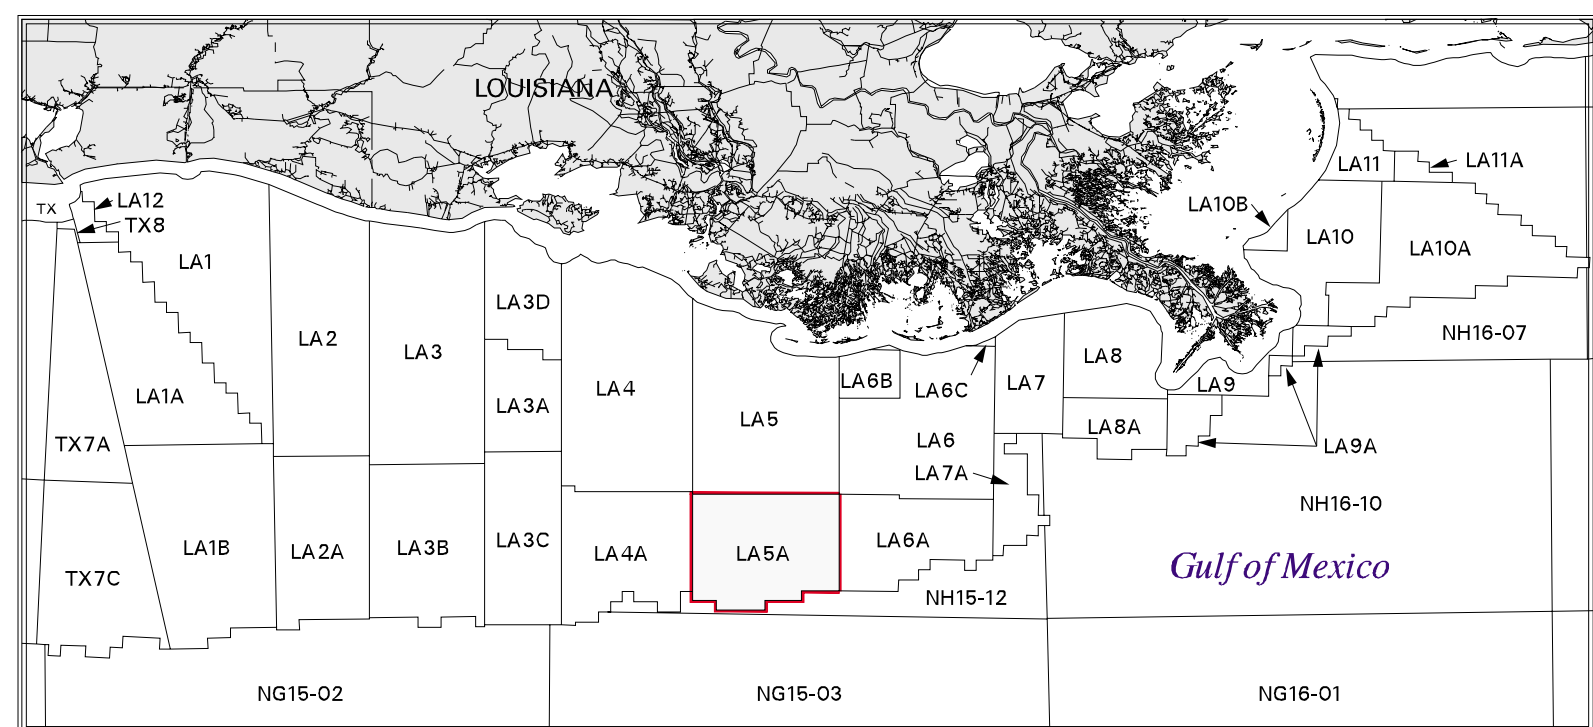 LOUISIANA
LA11
LA11A
TX
LA12
TX8
LA10B
LA1
LA10
LA10A
LA3D
LA2
LA3
LA8
NH16-07
LA1A
LA4
LA6B
LA6C
LA7
LA9
LA3A
LA5
LA8A
TX7A
LA6
LA9A
LA7A
NH16-10
LA1B
LA2A
LA3B
LA3C
LA4A
LA5A
LA6A
Gulf of Mexico
TX7C
NH15-12
NG15-02
NG15-03
NG16-01